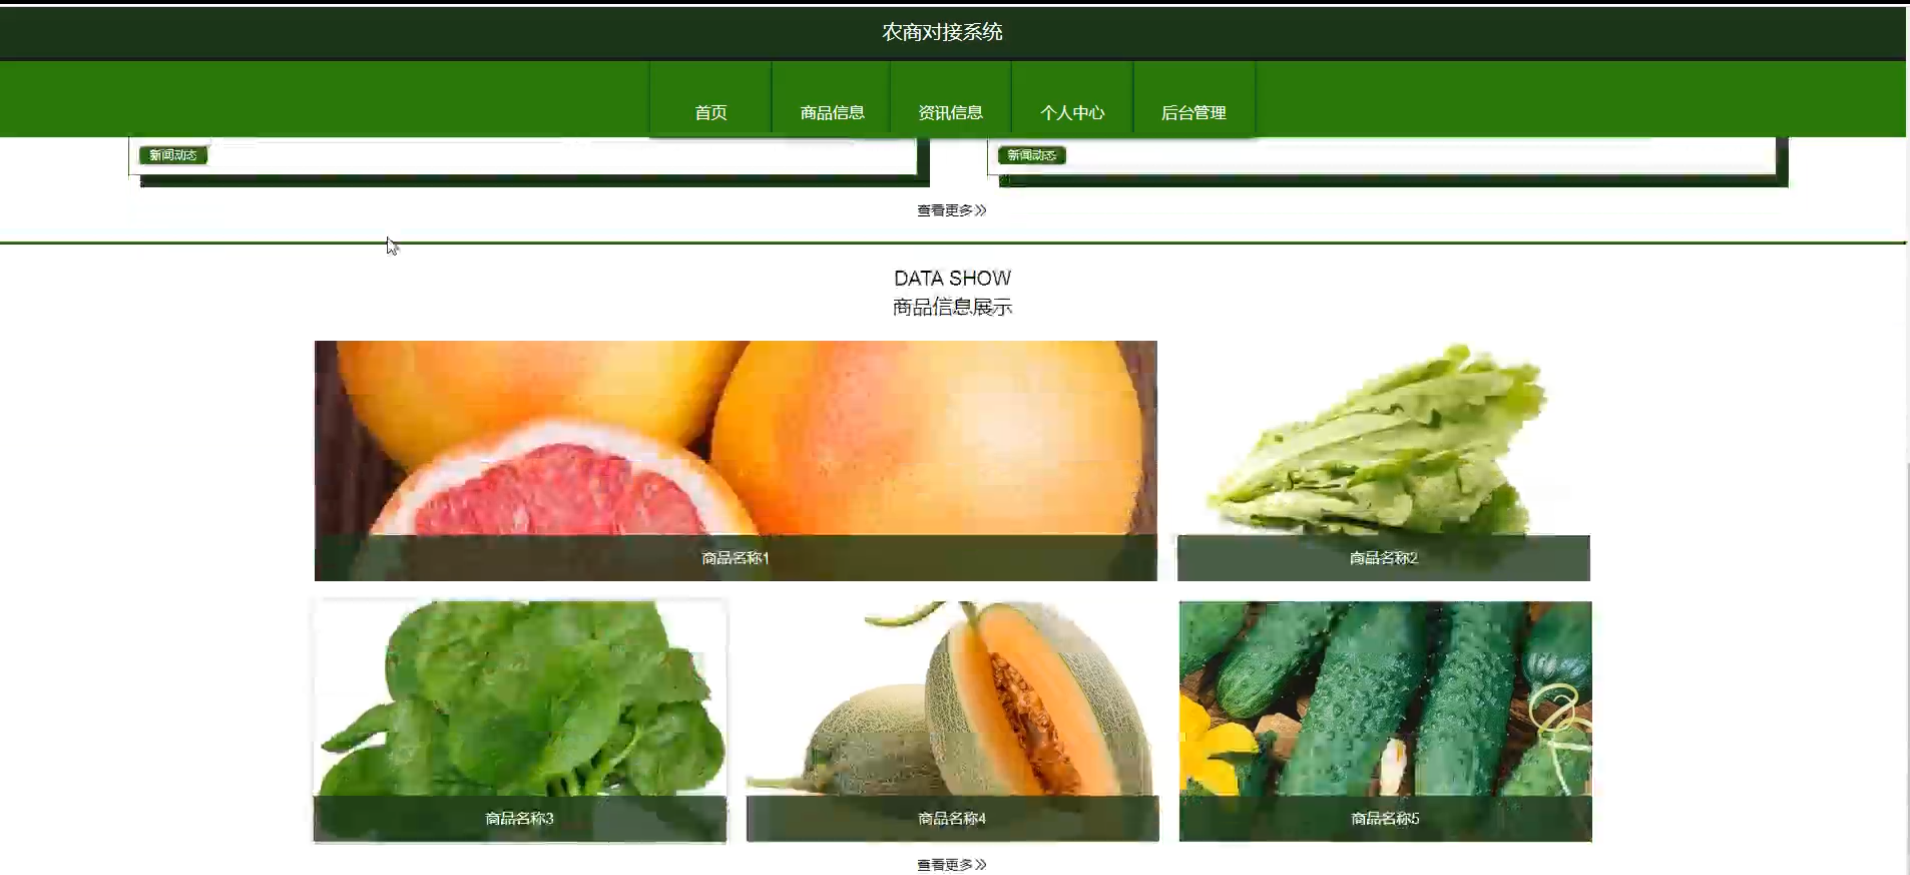 农商对接系统
首页 商品信息 资讯信息 个人中心 后台管理
新闻动态 新闻动态
查看更多
DATA SHOW
商品信息展示
商品名称1 商品名称2
商品名称3 商品名称4 商品名称5
查看更多